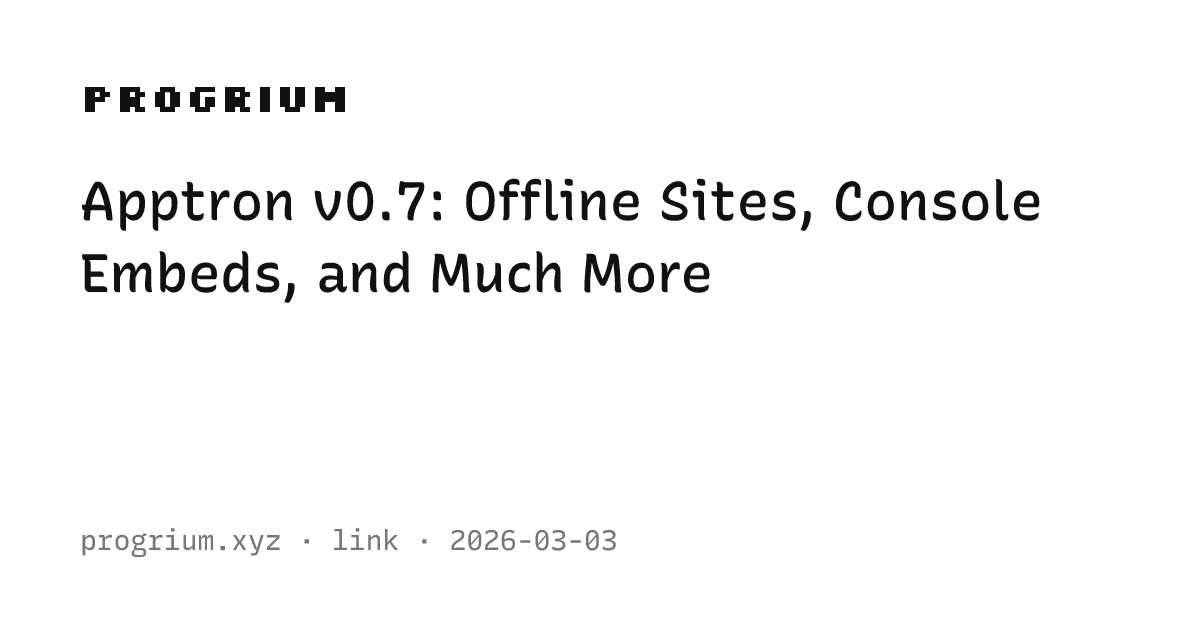 PROGRIUM
Apptron v0.7: Offline Sites, Console
Embeds, and Much More
progrium.xyz · link · 2026-03-03